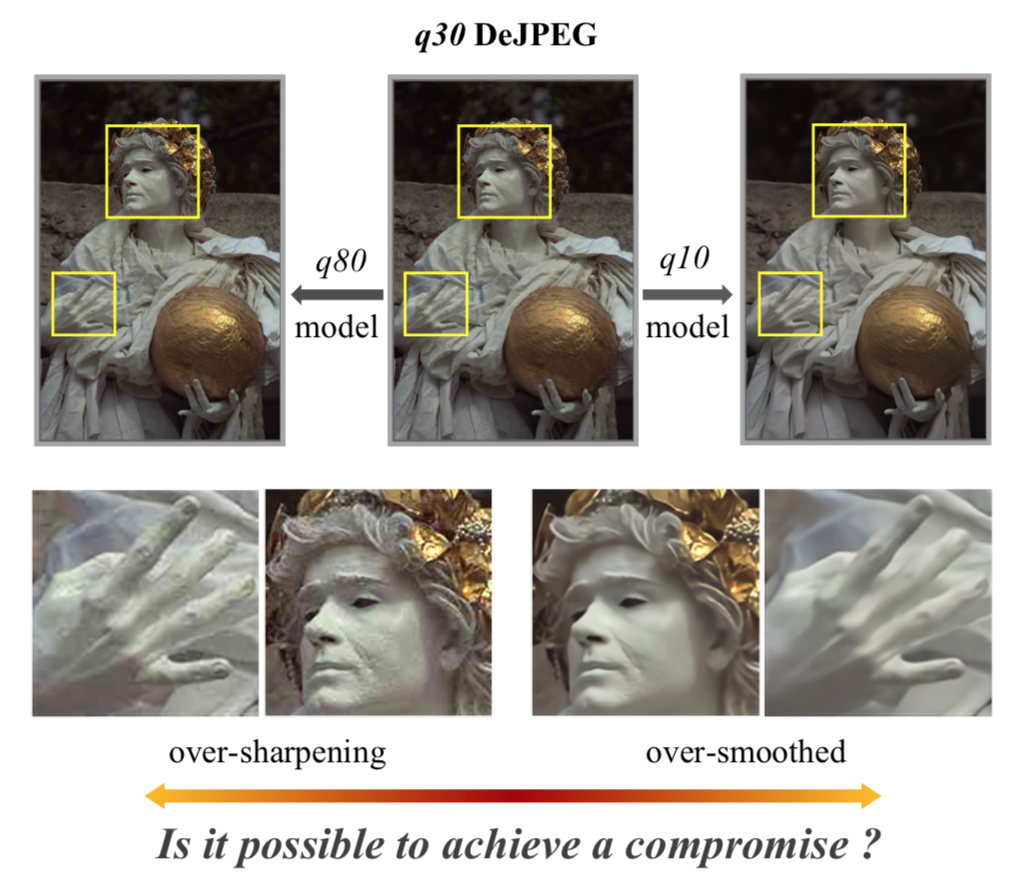 q30 DeJPEG
q80
model
q10
model
over-sharpening
over-smoothed
Is it possible to achieve a compromise ?